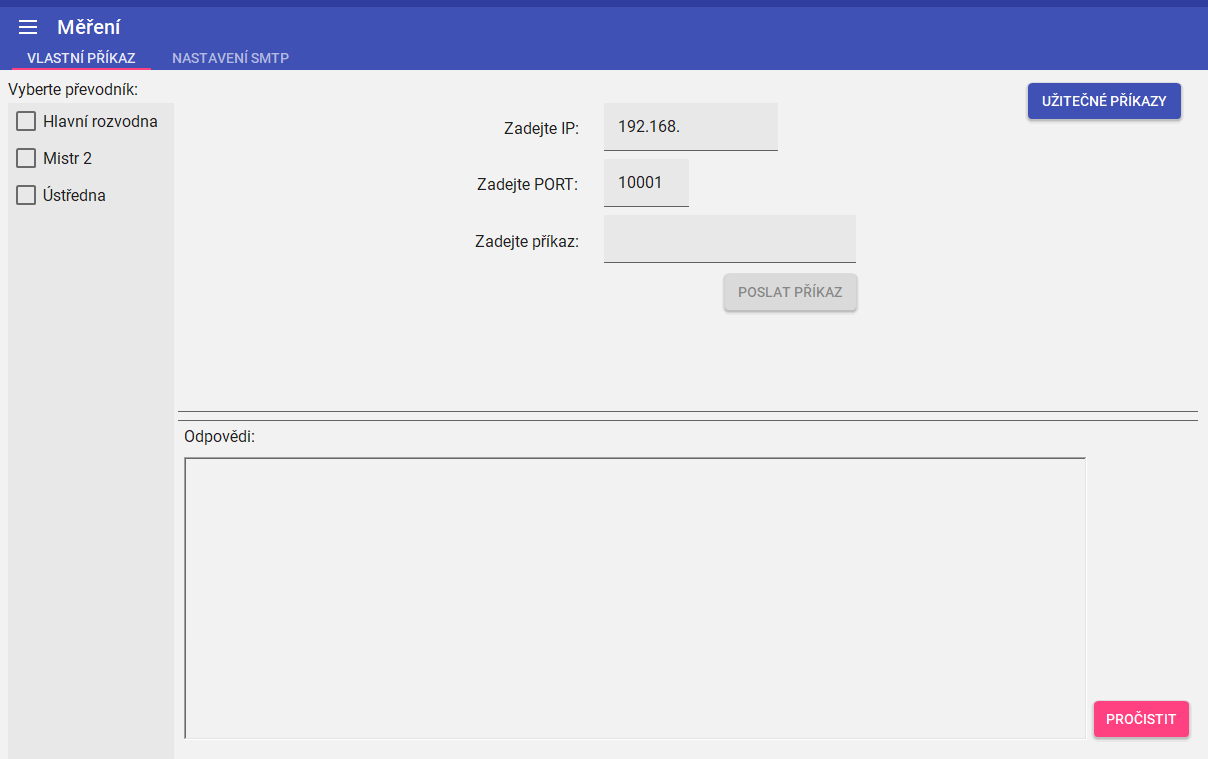 Měření
VLASTNÍ PŘÍKAZ
NASTAVENÍ SMTP
Vyberte převodník:
Hlavní rozvodna
Mistr 2
Ústředna
UŽITEČNÉ PŘÍKAZY
Zadejte IP: 192.168.
Zadejte PORT: 10001
Zadejte příkaz:
POSLAT PŘÍKAZ
Odpovědi:
PROČISTIT